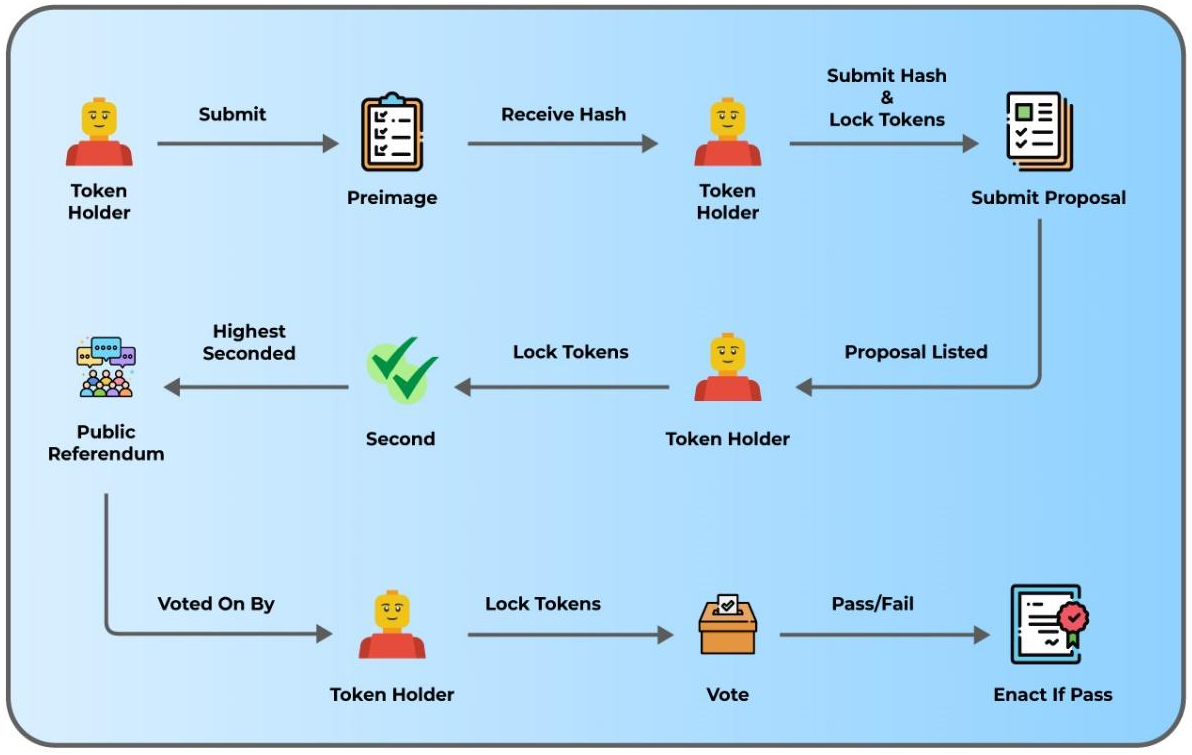 Submit
Receive Hash
Submit Hash
&
Lock Tokens
Token
Holder
Preimage
Token
Holder
Submit Proposal
Highest
Seconded
Lock Tokens
Proposal Listed
Public
Referendum
Second
Token Holder
Voted On By
Lock Tokens
Pass/Fail
Token Holder
Vote
Enact If Pass